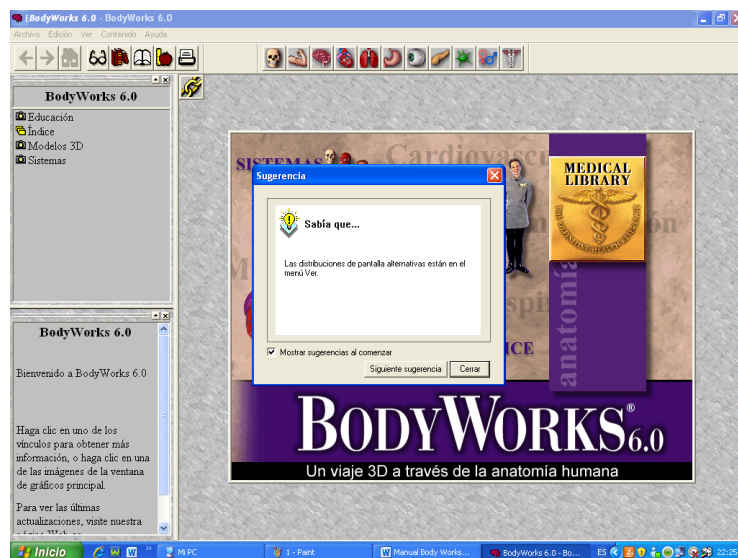 BodyWorks 6.0 - BodyWorks 6.0
Archivo Edición Ver Contenido Ayuda
BodyWorks 6.0
Educación
Índice
Modelos 3D
Sistemas
BodyWorks 6.0
Bienvenido a BodyWorks 6.0
Haga clic en uno de los
vínculos para obtener más
información, o haga clic en una
de las imágenes de la ventana
de gráficos principal.
Para ver las últimas
actualizaciones, visite nuestra
SISTEMAS
Cardiovascu
MEDICAL
LIBRARY
anatomía
Sugerencia
Sabía que...
Las distribuciones de pantalla alternativas están en el
menú Ver.
Mostrar sugerencias al comenzar
Siguiente sugerencia Cerrar
BODYWORKS® 6.0
Un viaje 3D a través de la anatomía humana
Inicio
Mi PC
1 - Paint
Manual Body Works...
BodyWorks 6.0 - Bo...
ES
22:25